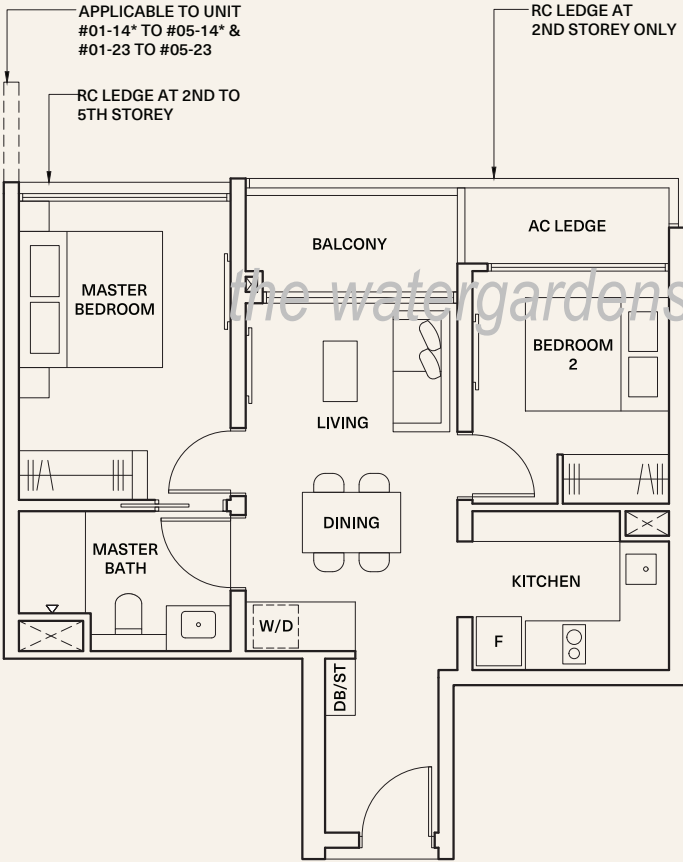 APPLICABLE TO UNIT
#01-14* TO #05-14* &
#01-23 TO #05-23
RC LEDGE AT
2ND STOREY ONLY
RC LEDGE AT 2ND TO
5TH STOREY
BALCONY
AC LEDGE
MASTER
BEDROOM
the watergardens
BEDROOM
2
LIVING
DINING
MASTER
BATH
KITCHEN
W/D
F
DB/ST